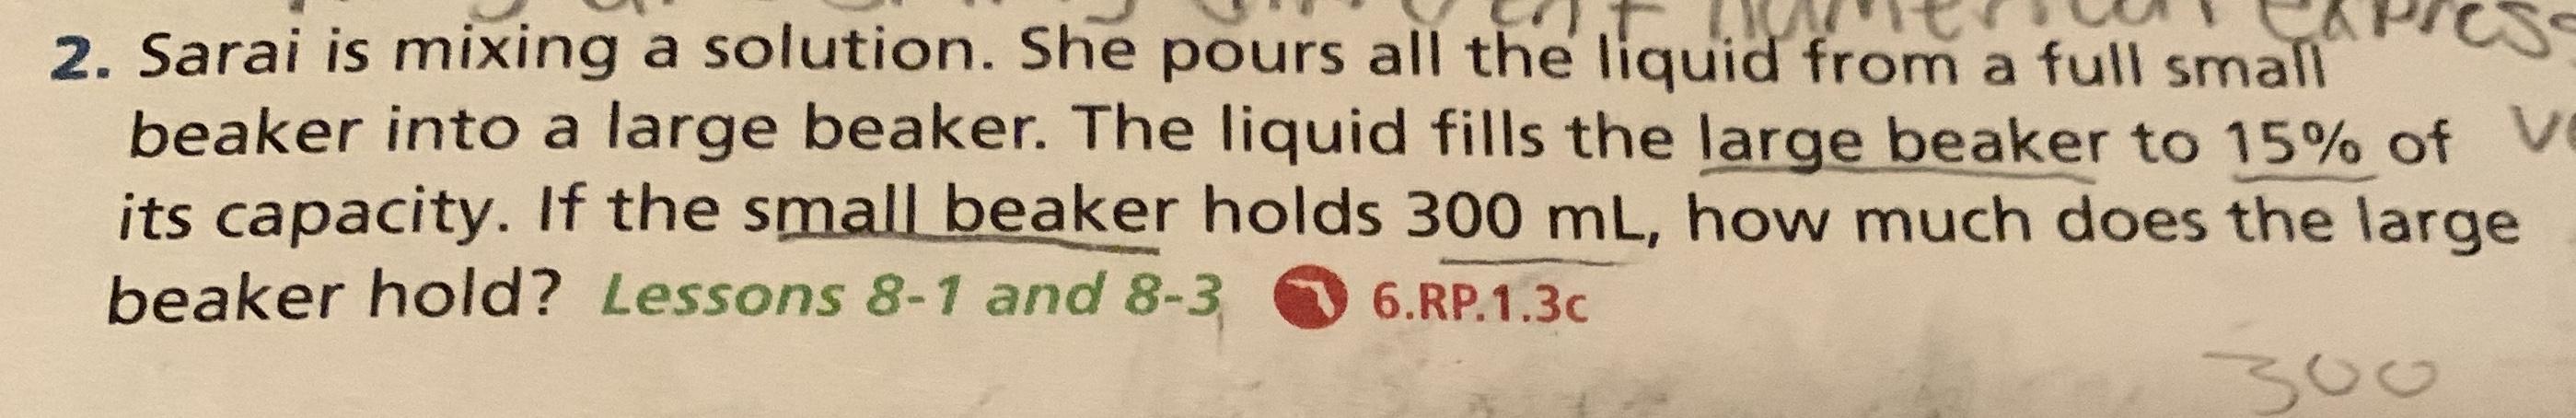 numerical express
2. Sarai is mixing a solution. She pours all the liquid from a full small
beaker into a large beaker. The liquid fills the large beaker to 15% of
its capacity. If the small beaker holds 300 mL, how much does the large
beaker hold? Lessons 8-1 and 8-3 6.RP.1.3c
300